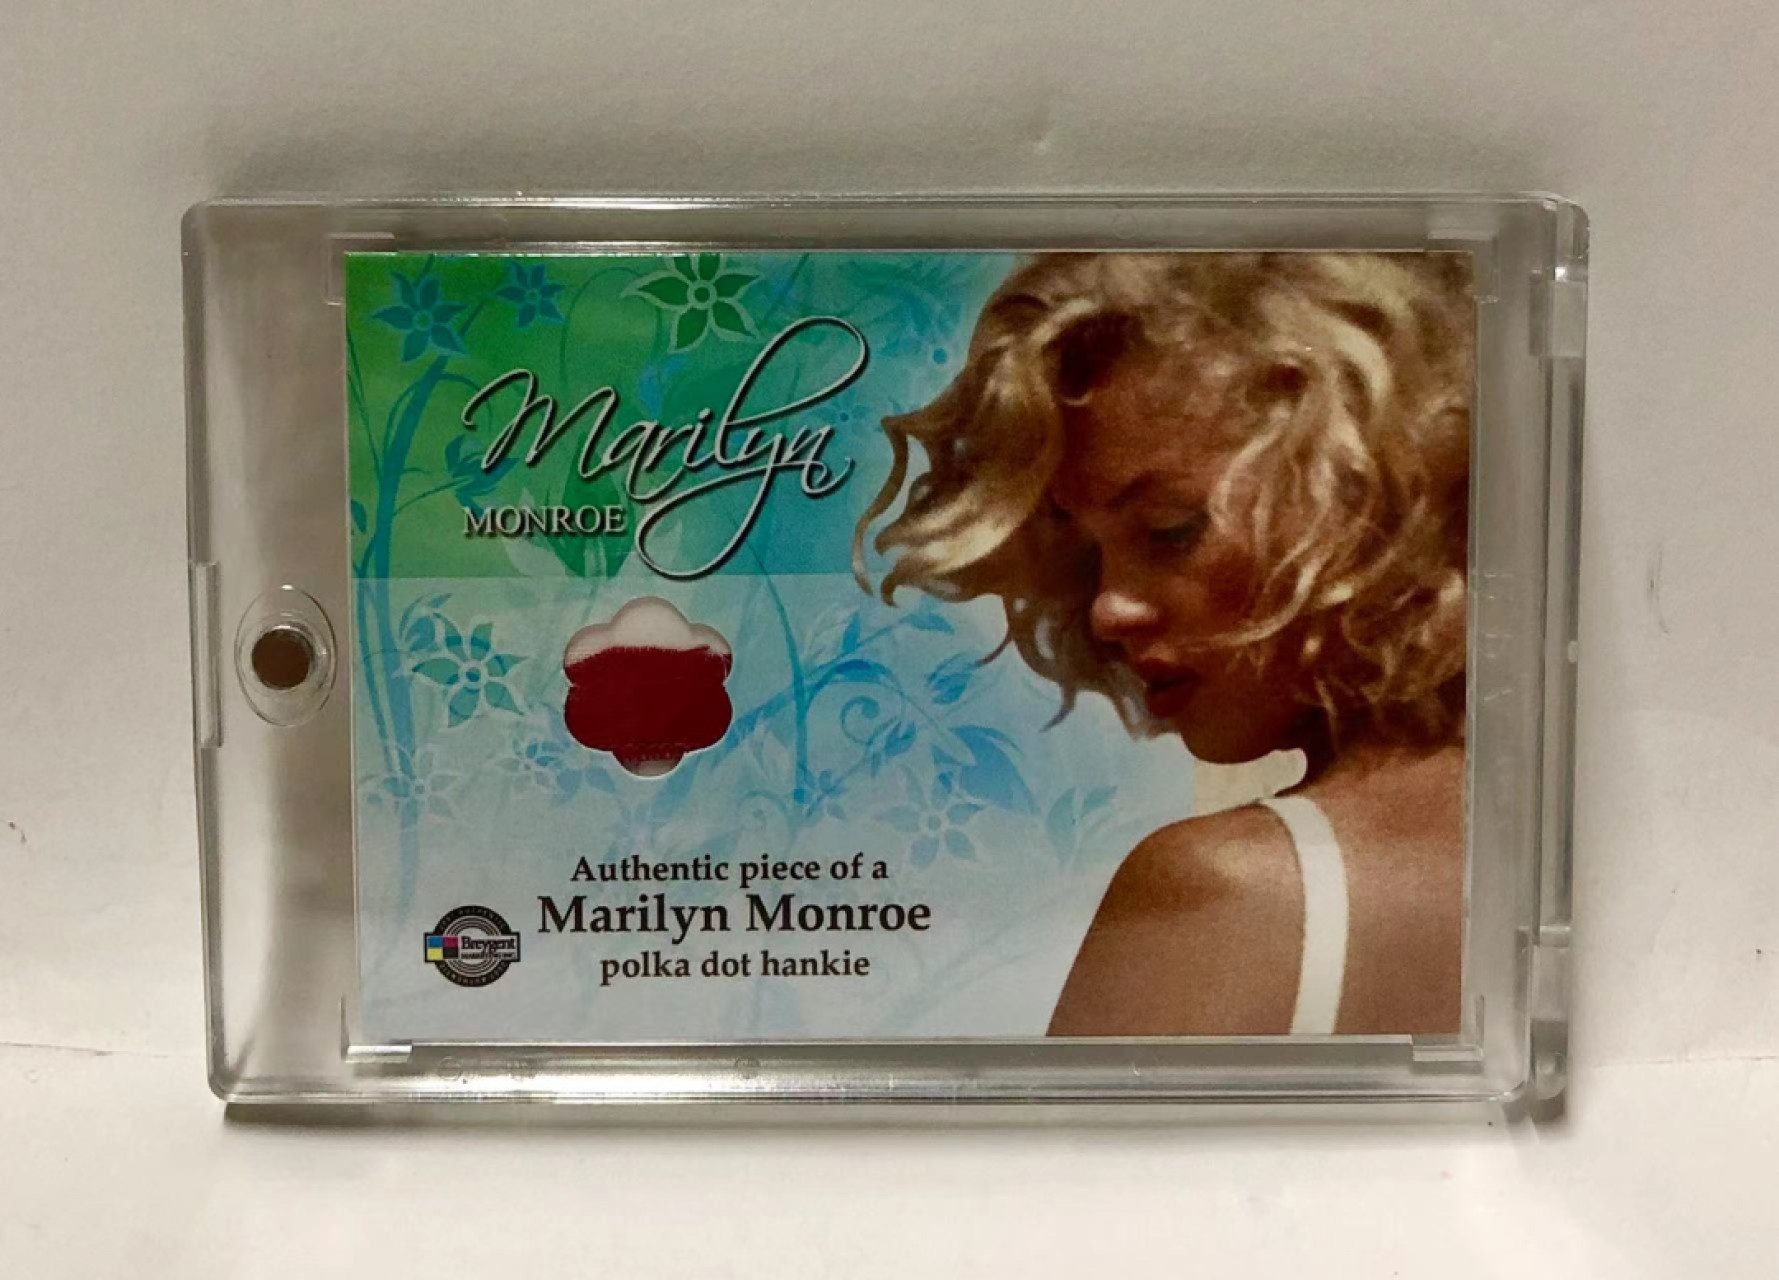 Marilyn
MONROE
Authentic piece of a
Marilyn Monroe
polka dot hankie
Breygent